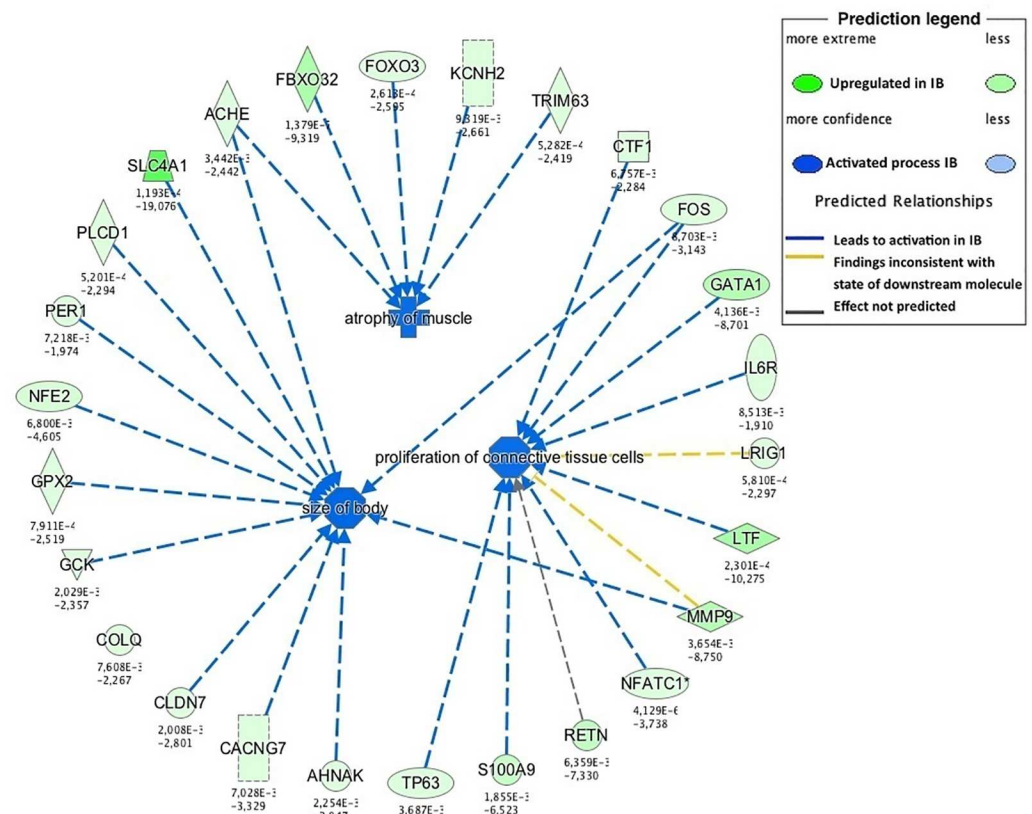 Prediction legend
more extreme less
Upregulated in IB
more confidence less
Activated process IB
Predicted Relationships
Leads to activation in IB
Findings inconsistent with
state of downstream molecule
Effect not predicted
FOXO3
2,613E-4
-2,595
KCNH2
9,319E-3
-2,661
FBXO32
-9,319
TRIM63
5,282E-4
-2,419
ACHE
3,442E-3
-2,442
CTF1
6,757E-3
-2,284
SLC4A1
1,193E-4
-19,076
FOS
8,703E-3
-3,143
PLCD1
5,201E-4
-2,294
GATA1
4,136E-3
-8,701
PER1
7,218E-3
-1,974
atrophy of muscle
IL6R
8,513E-3
-1,910
NFE2
6,800E-3
-4,605
LRIG1
5,810E-4
-2,297
proliferation of connective tissue cells
GPX2
7,911E-4
-2,519
size of body
LTF
2,301E-4
-10,275
GCK
2,029E-3
-2,357
MMP9
3,654E-3
-8,750
COLQ
7,608E-3
-2,267
NFATC1*
4,129E-6
-3,738
CLDN7
2,008E-3
-2,801
RETN
6,359E-3
-7,330
CACNG7
7,028E-3
-3,329
AHNAK
2,254E-3
TP63
3,687E-3
S100A9
1,855E-3
-6,523